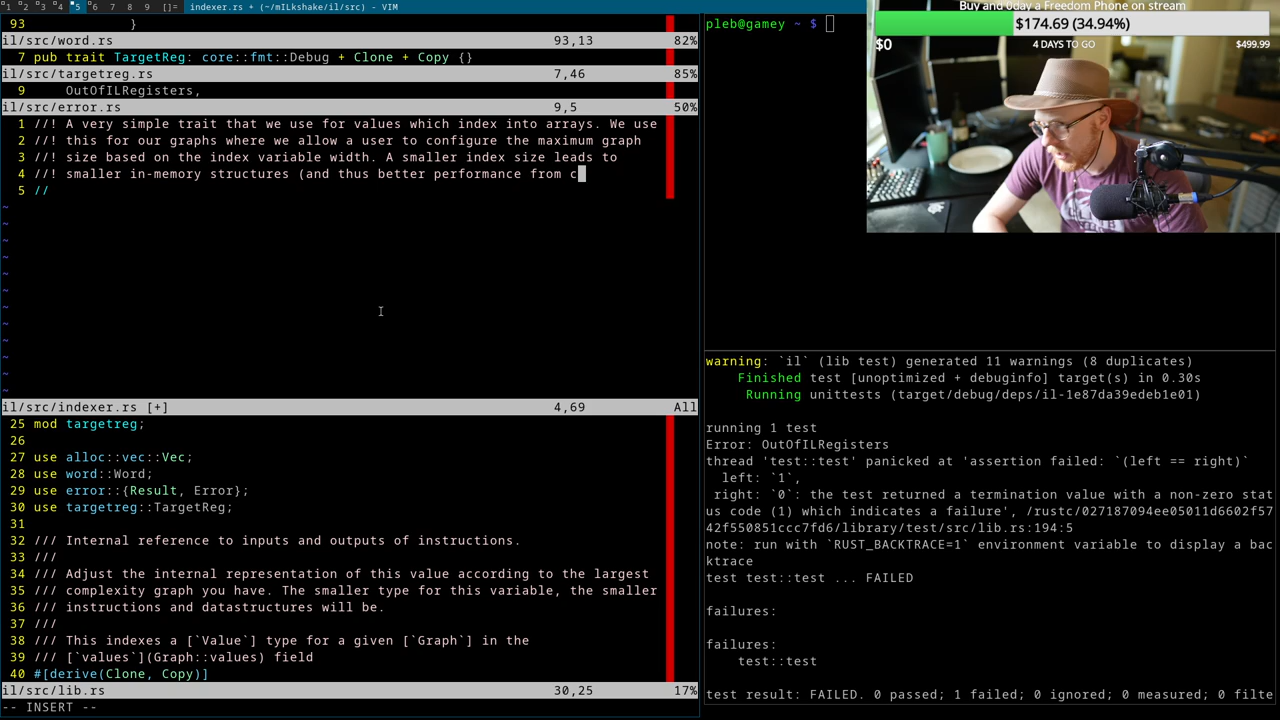 1 2 3 4 5 6 7 8 9 []= indexer.rs + (~/mILkshake/il/src) - VIM
93 }
il/src/word.rs 93,13 82%
7 pub trait TargetReg: core::fmt::Debug + Clone + Copy {}
il/src/targetreg.rs 7,46 85%
9 OutOfILRegisters,
il/src/error.rs 9,5 50%
1 //! A very simple trait that we use for values which index into arrays. We use
2 //! this for our graphs where we allow a user to configure the maximum graph
3 //! size based on the index variable width. A smaller index size leads to
4 //! smaller in-memory structures (and thus better performance from c
5 //
~
~
~
~
~
~
~
~
~
~
~
~
il/src/indexer.rs [+] 4,69 All
25 mod targetreg;
26
27 use alloc::vec::Vec;
28 use word::Word;
29 use error::{Result, Error};
30 use targetreg::TargetReg;
31
32 /// Internal reference to inputs and outputs of instructions.
33 ///
34 /// Adjust the internal representation of this value according to the largest
35 /// complexity graph you have. The smaller type for this variable, the smaller
36 /// instructions and datastructures will be.
37 ///
38 /// This indexes a [`Value`] type for a given [`Graph`] in the
39 /// [`values`](Graph::values) field
40 #[derive(Clone, Copy)]
il/src/lib.rs 30,25 17%
-- INSERT --
pleb@gamey ~ $
Buy and 0day a Freedom Phone on stream
$174.69 (34.94%)
$0 4 DAYS TO GO $499.99
warning: `il` (lib test) generated 11 warnings (8 duplicates)
Finished test [unoptimized + debuginfo] target(s) in 0.30s
Running unittests (target/debug/deps/il-1e87da39edeb1e01)
running 1 test
Error: OutOfILRegisters
thread 'test::test' panicked at 'assertion failed: `(left == right)`
left: `1`,
right: `0`: the test returned a termination value with a non-zero stat
us code (1) which indicates a failure', /rustc/027187094ee05011d6602f57
42f550851ccc7fd6/library/test/src/lib.rs:194:5
note: run with `RUST_BACKTRACE=1` environment variable to display a bac
ktrace
test test::test ... FAILED
failures:
failures:
test::test
test result: FAILED. 0 passed; 1 failed; 0 ignored; 0 measured; 0 filte